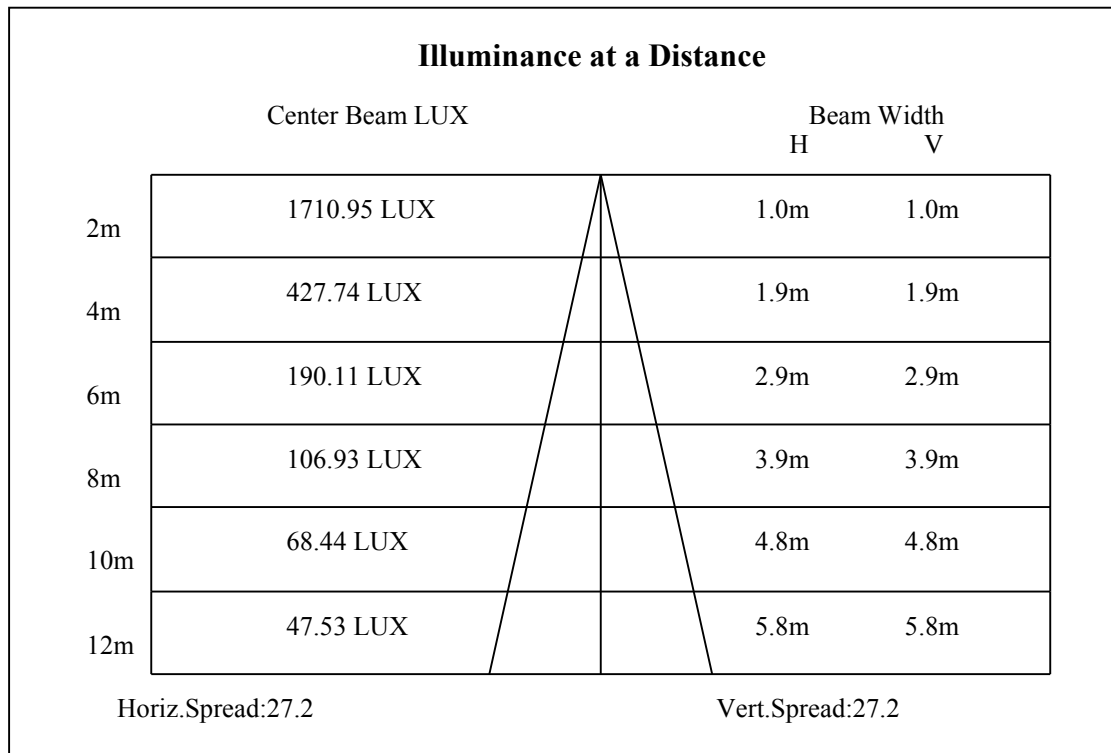 Illuminance at a Distance
Center Beam LUX Beam Width
H V
2m 1710.95 LUX 1.0m 1.0m
4m 427.74 LUX 1.9m 1.9m
6m 190.11 LUX 2.9m 2.9m
8m 106.93 LUX 3.9m 3.9m
10m 68.44 LUX 4.8m 4.8m
12m 47.53 LUX 5.8m 5.8m
Horiz.Spread:27.2 Vert.Spread:27.2